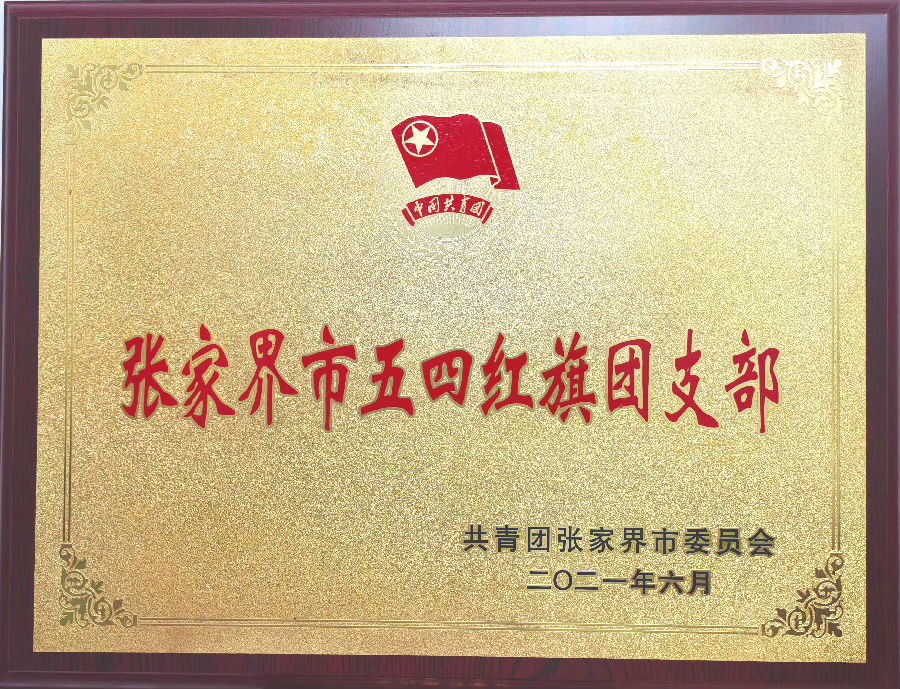 中国共青团
张家界市五四红旗团支部
共青团张家界市委员会
二〇二一年六月